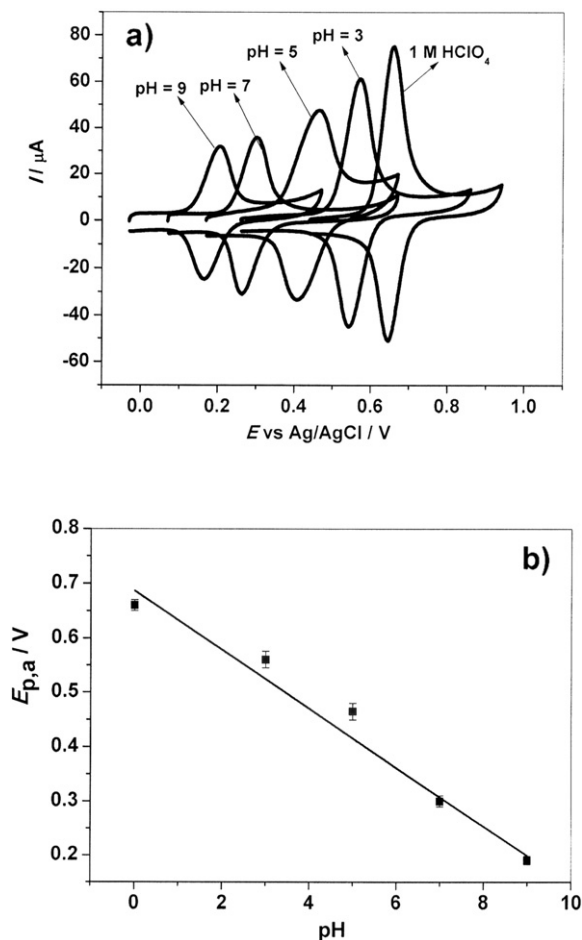 a)
pH = 9
pH = 7
pH = 5
pH = 3
1 M HClO₄
I / µA
80
60
40
20
0
-20
-40
-60
0.0 0.2 0.4 0.6 0.8 1.0
E vs Ag/AgCl / V
b)
Ep,a / V
0.8
0.7
0.6
0.5
0.4
0.3
0.2
0 2 4 6 8 10
pH